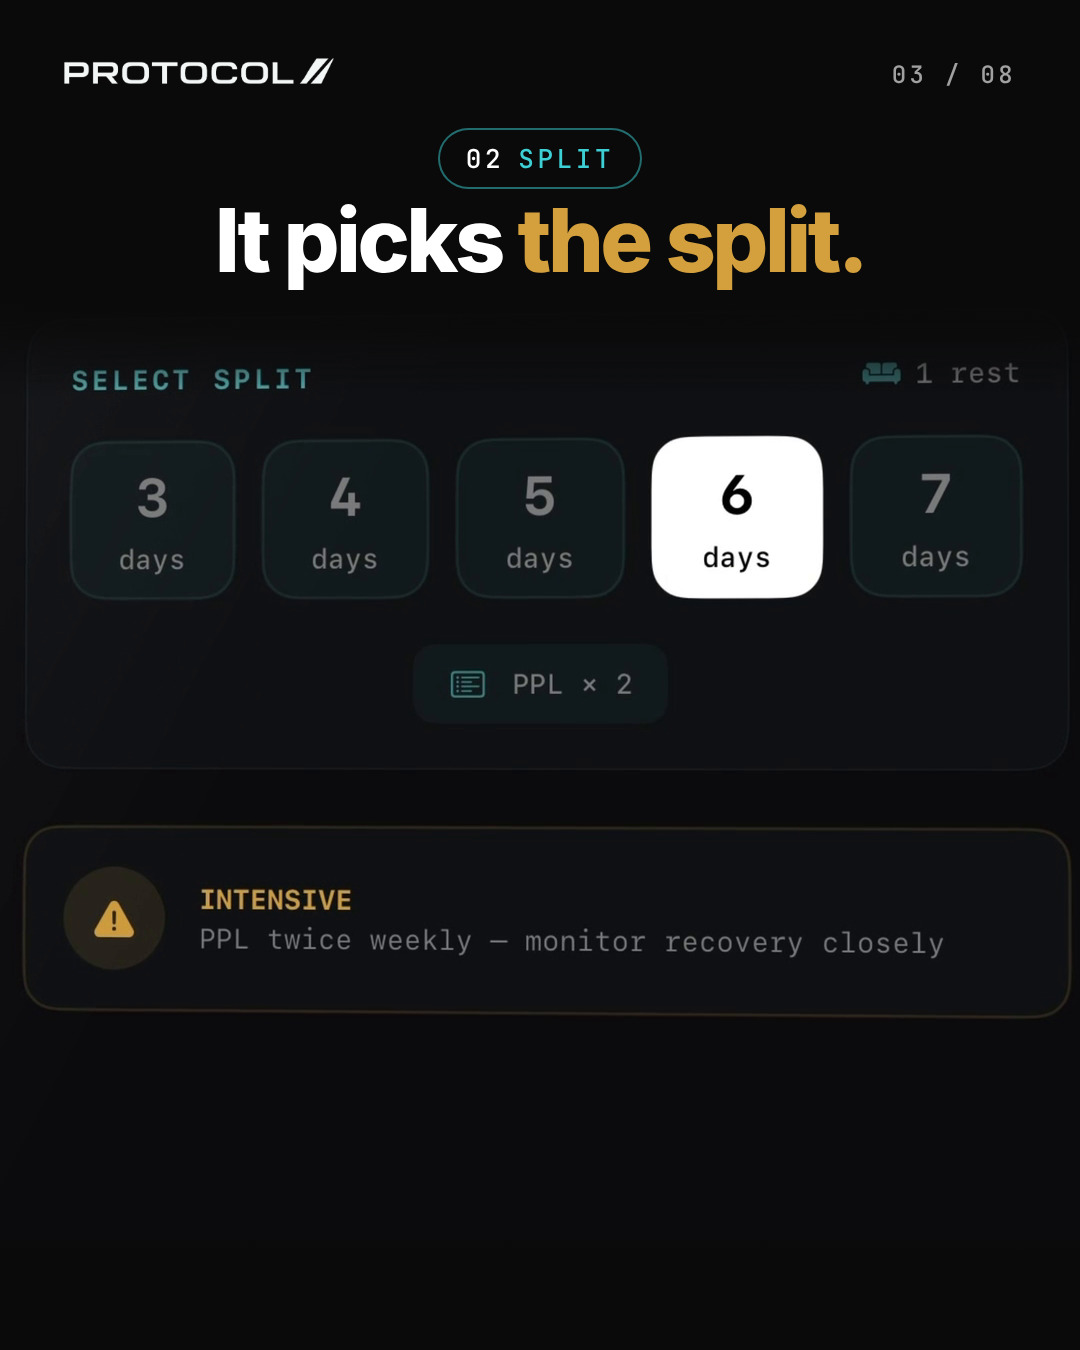 PROTOCOL
03 / 08
02 SPLIT
It picks the split.
SELECT SPLIT
1 rest
3 4 5 6 7
days days days days days
PPL × 2
INTENSIVE
PPL twice weekly — monitor recovery closely